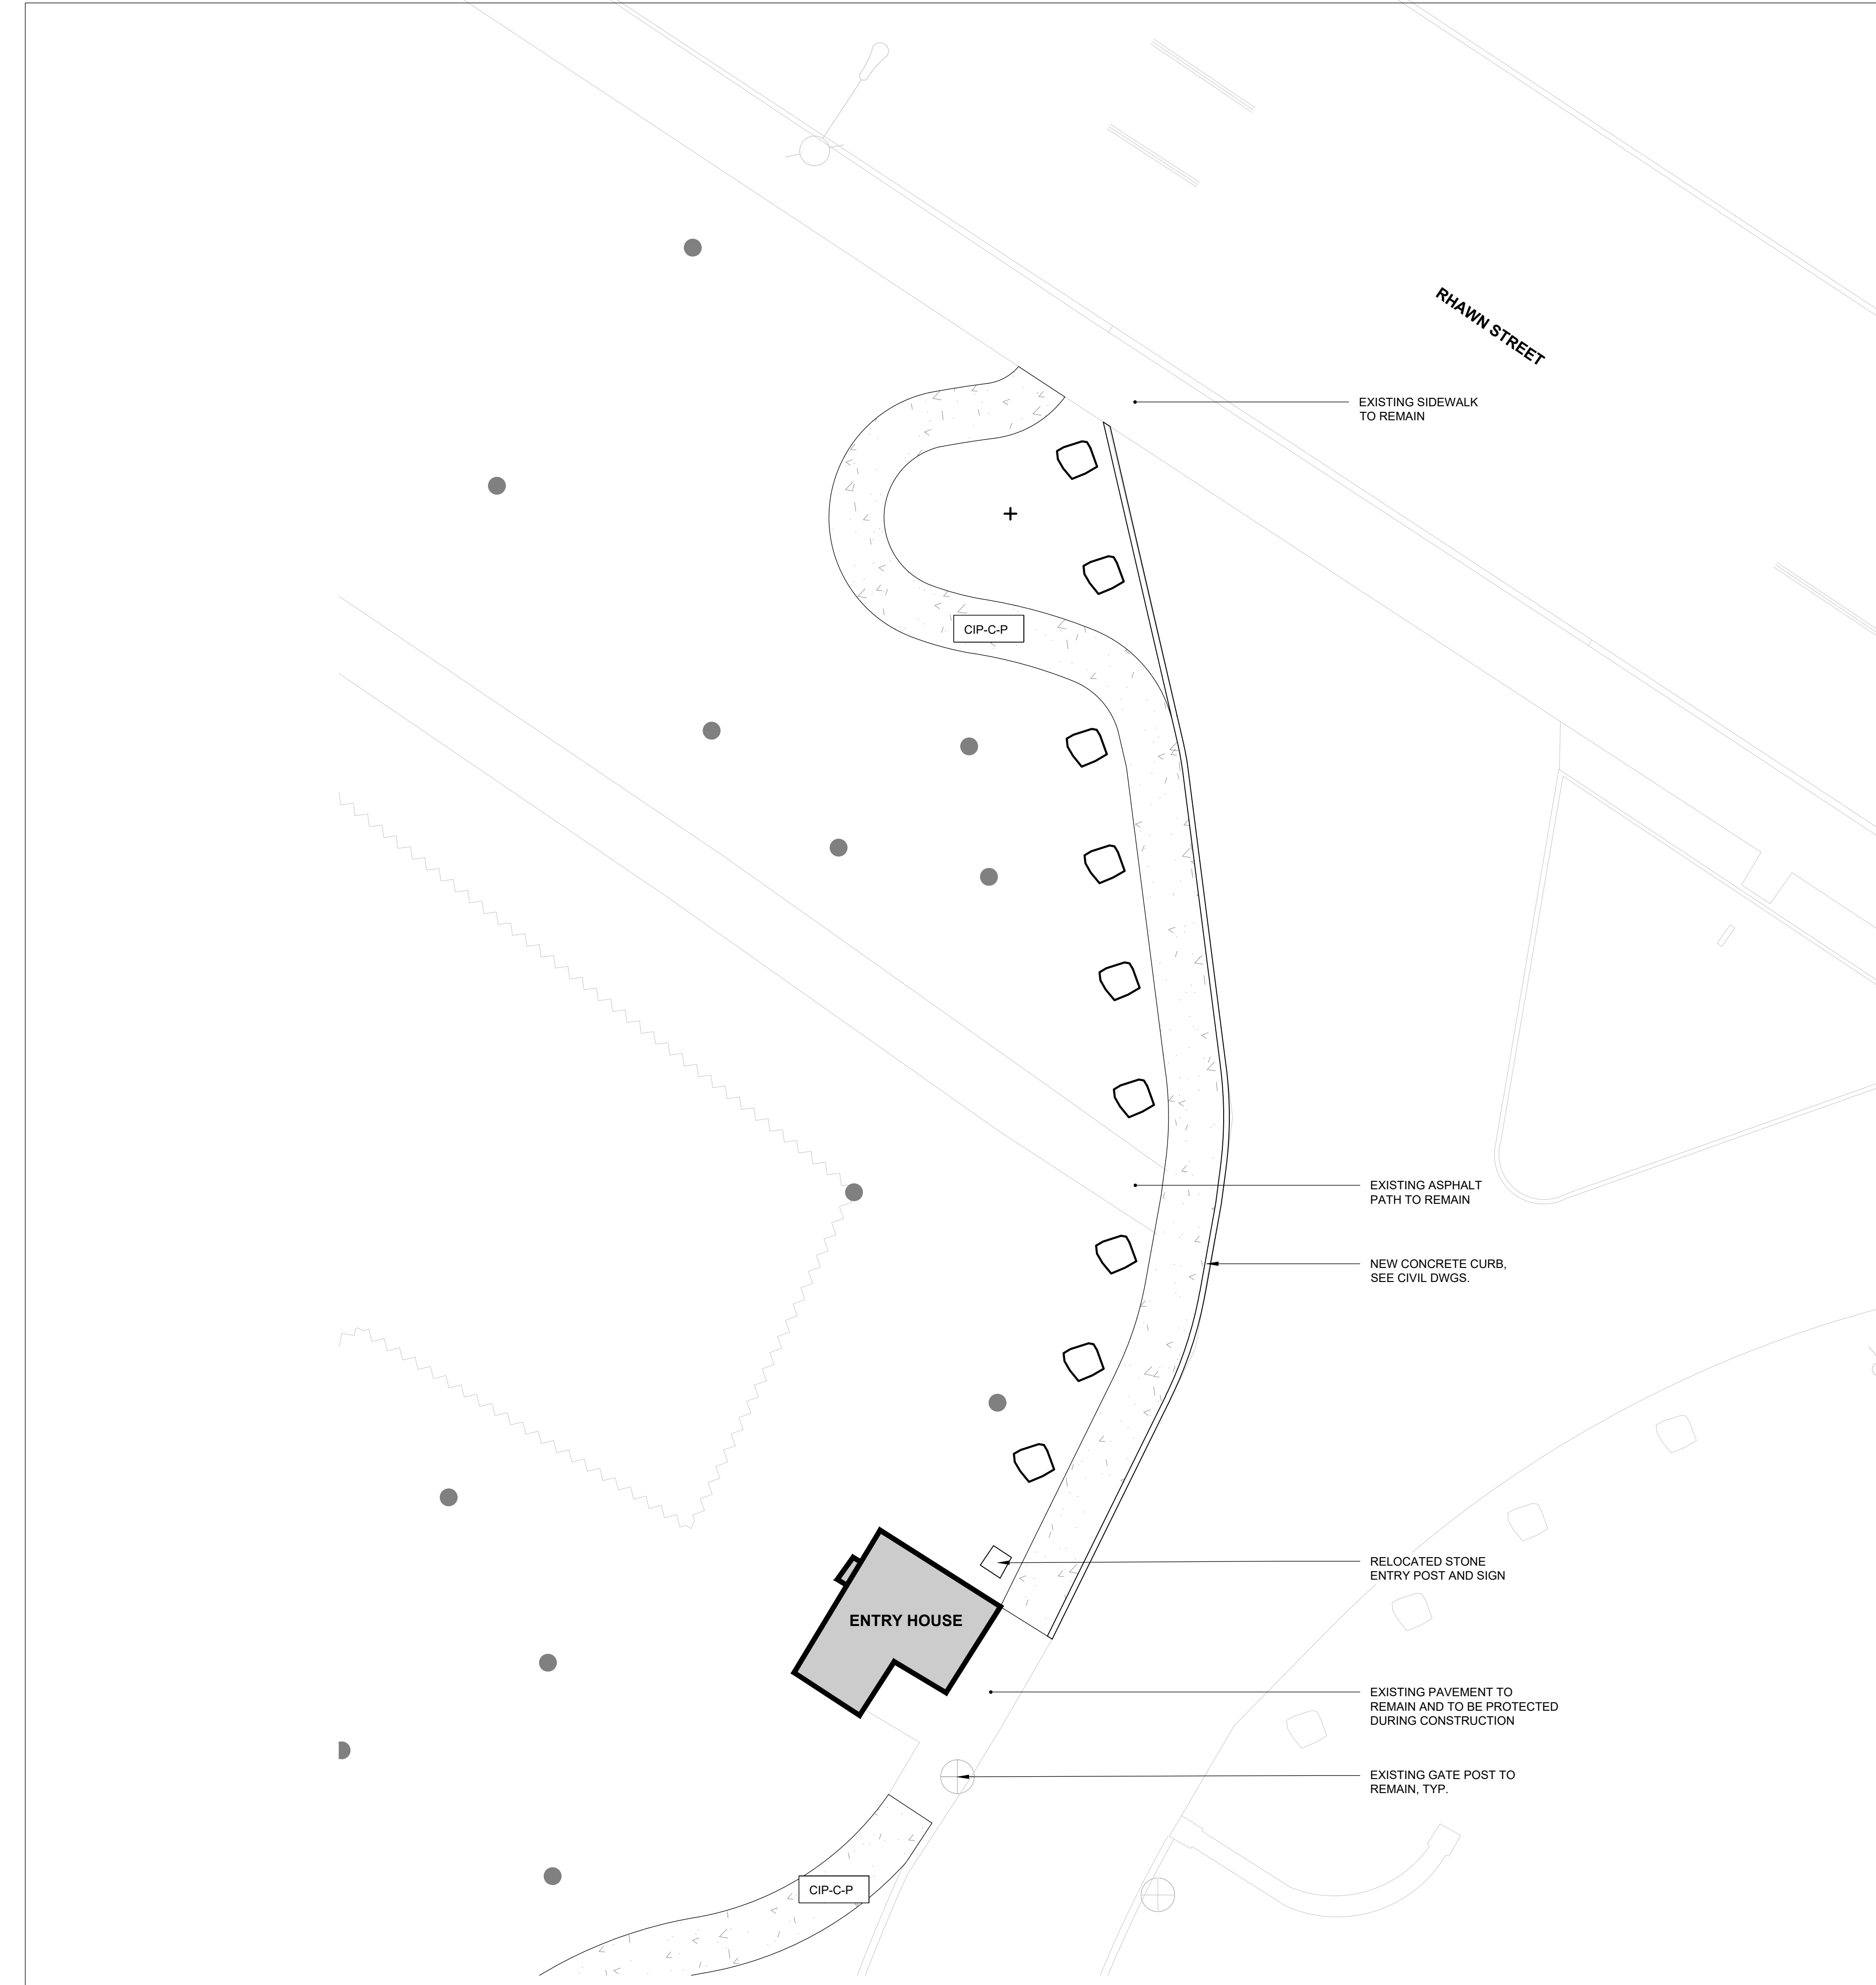 RHAWN STREET
EXISTING SIDEWALK
TO REMAIN
CIP-C-P
EXISTING ASPHALT
PATH TO REMAIN
NEW CONCRETE CURB,
SEE CIVIL DWGS.
RELOCATED STONE
ENTRY POST AND SIGN
ENTRY HOUSE
EXISTING PAVEMENT TO
REMAIN AND TO BE PROTECTED
DURING CONSTRUCTION
EXISTING GATE POST TO
REMAIN, TYP.
CIP-C-P